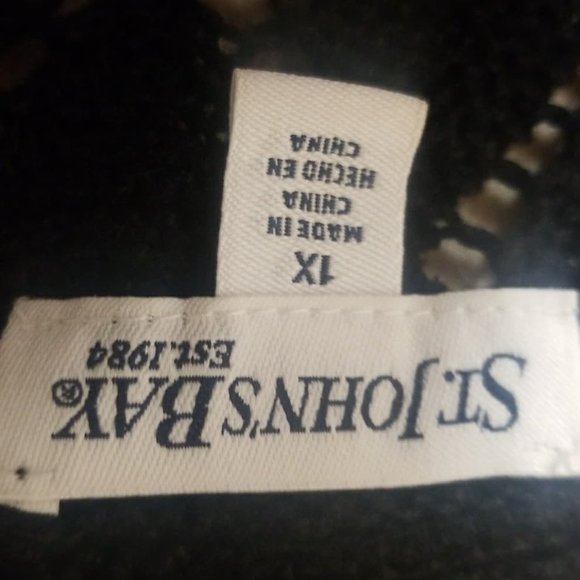 ST. JOHN'S BAY®
EST. 1984
1X
MADE IN
CHINA
HECHO EN
CHINA